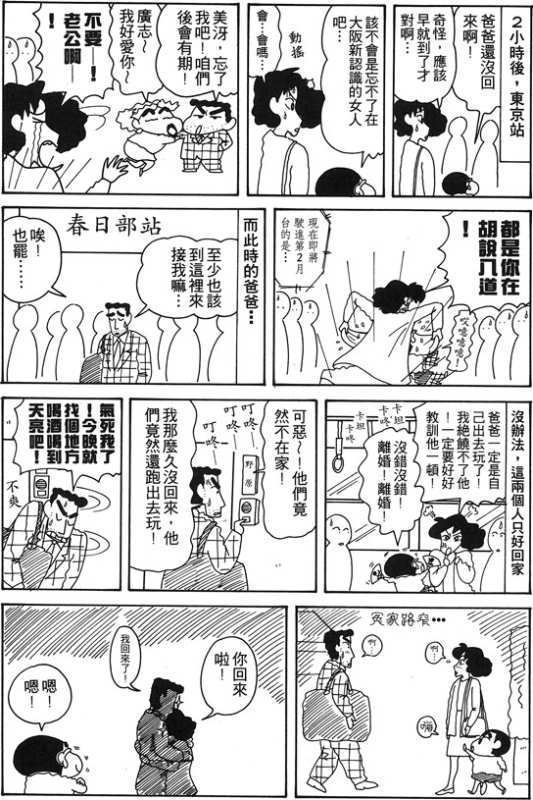 2小時後，東京站
爸爸還沒回
來啊！
奇怪，應該
早就到了才
對啊…
該不會是忘不了在
大阪新認識的女人
吧…
動搖
會…會嗎…
美冴，忘了
我吧！咱們
後會有期！
廣志～
我好愛你～
不要—！
老公啊—
！
都是你在
胡說八道
！
現在即將
駛進第2月
台的是…
而此時的爸爸…
春日部站
至少也該
到這裡來
接我嘛…
唉！
也罷…
沒辦法，這兩個人只好回家
爸爸一定是自
己出去玩了！
我絕饒不了他
！一定要好好
教訓他一頓！
卡坦
卡咚
卡坦
卡咚
沒錯沒錯！
離婚！離婚！
可惡～！他們竟
然不在家！
叮咚—
叮咚—
野原
我那麼久沒回來，他
們竟然還跑出去玩！
氣死我了
！今晚就
找個地方
喝酒喝到
天亮吧！
不爽
冤家路窄…
啊！
啊！
嗨
你回來
啦！
我回來了！
嗯！
嗯！